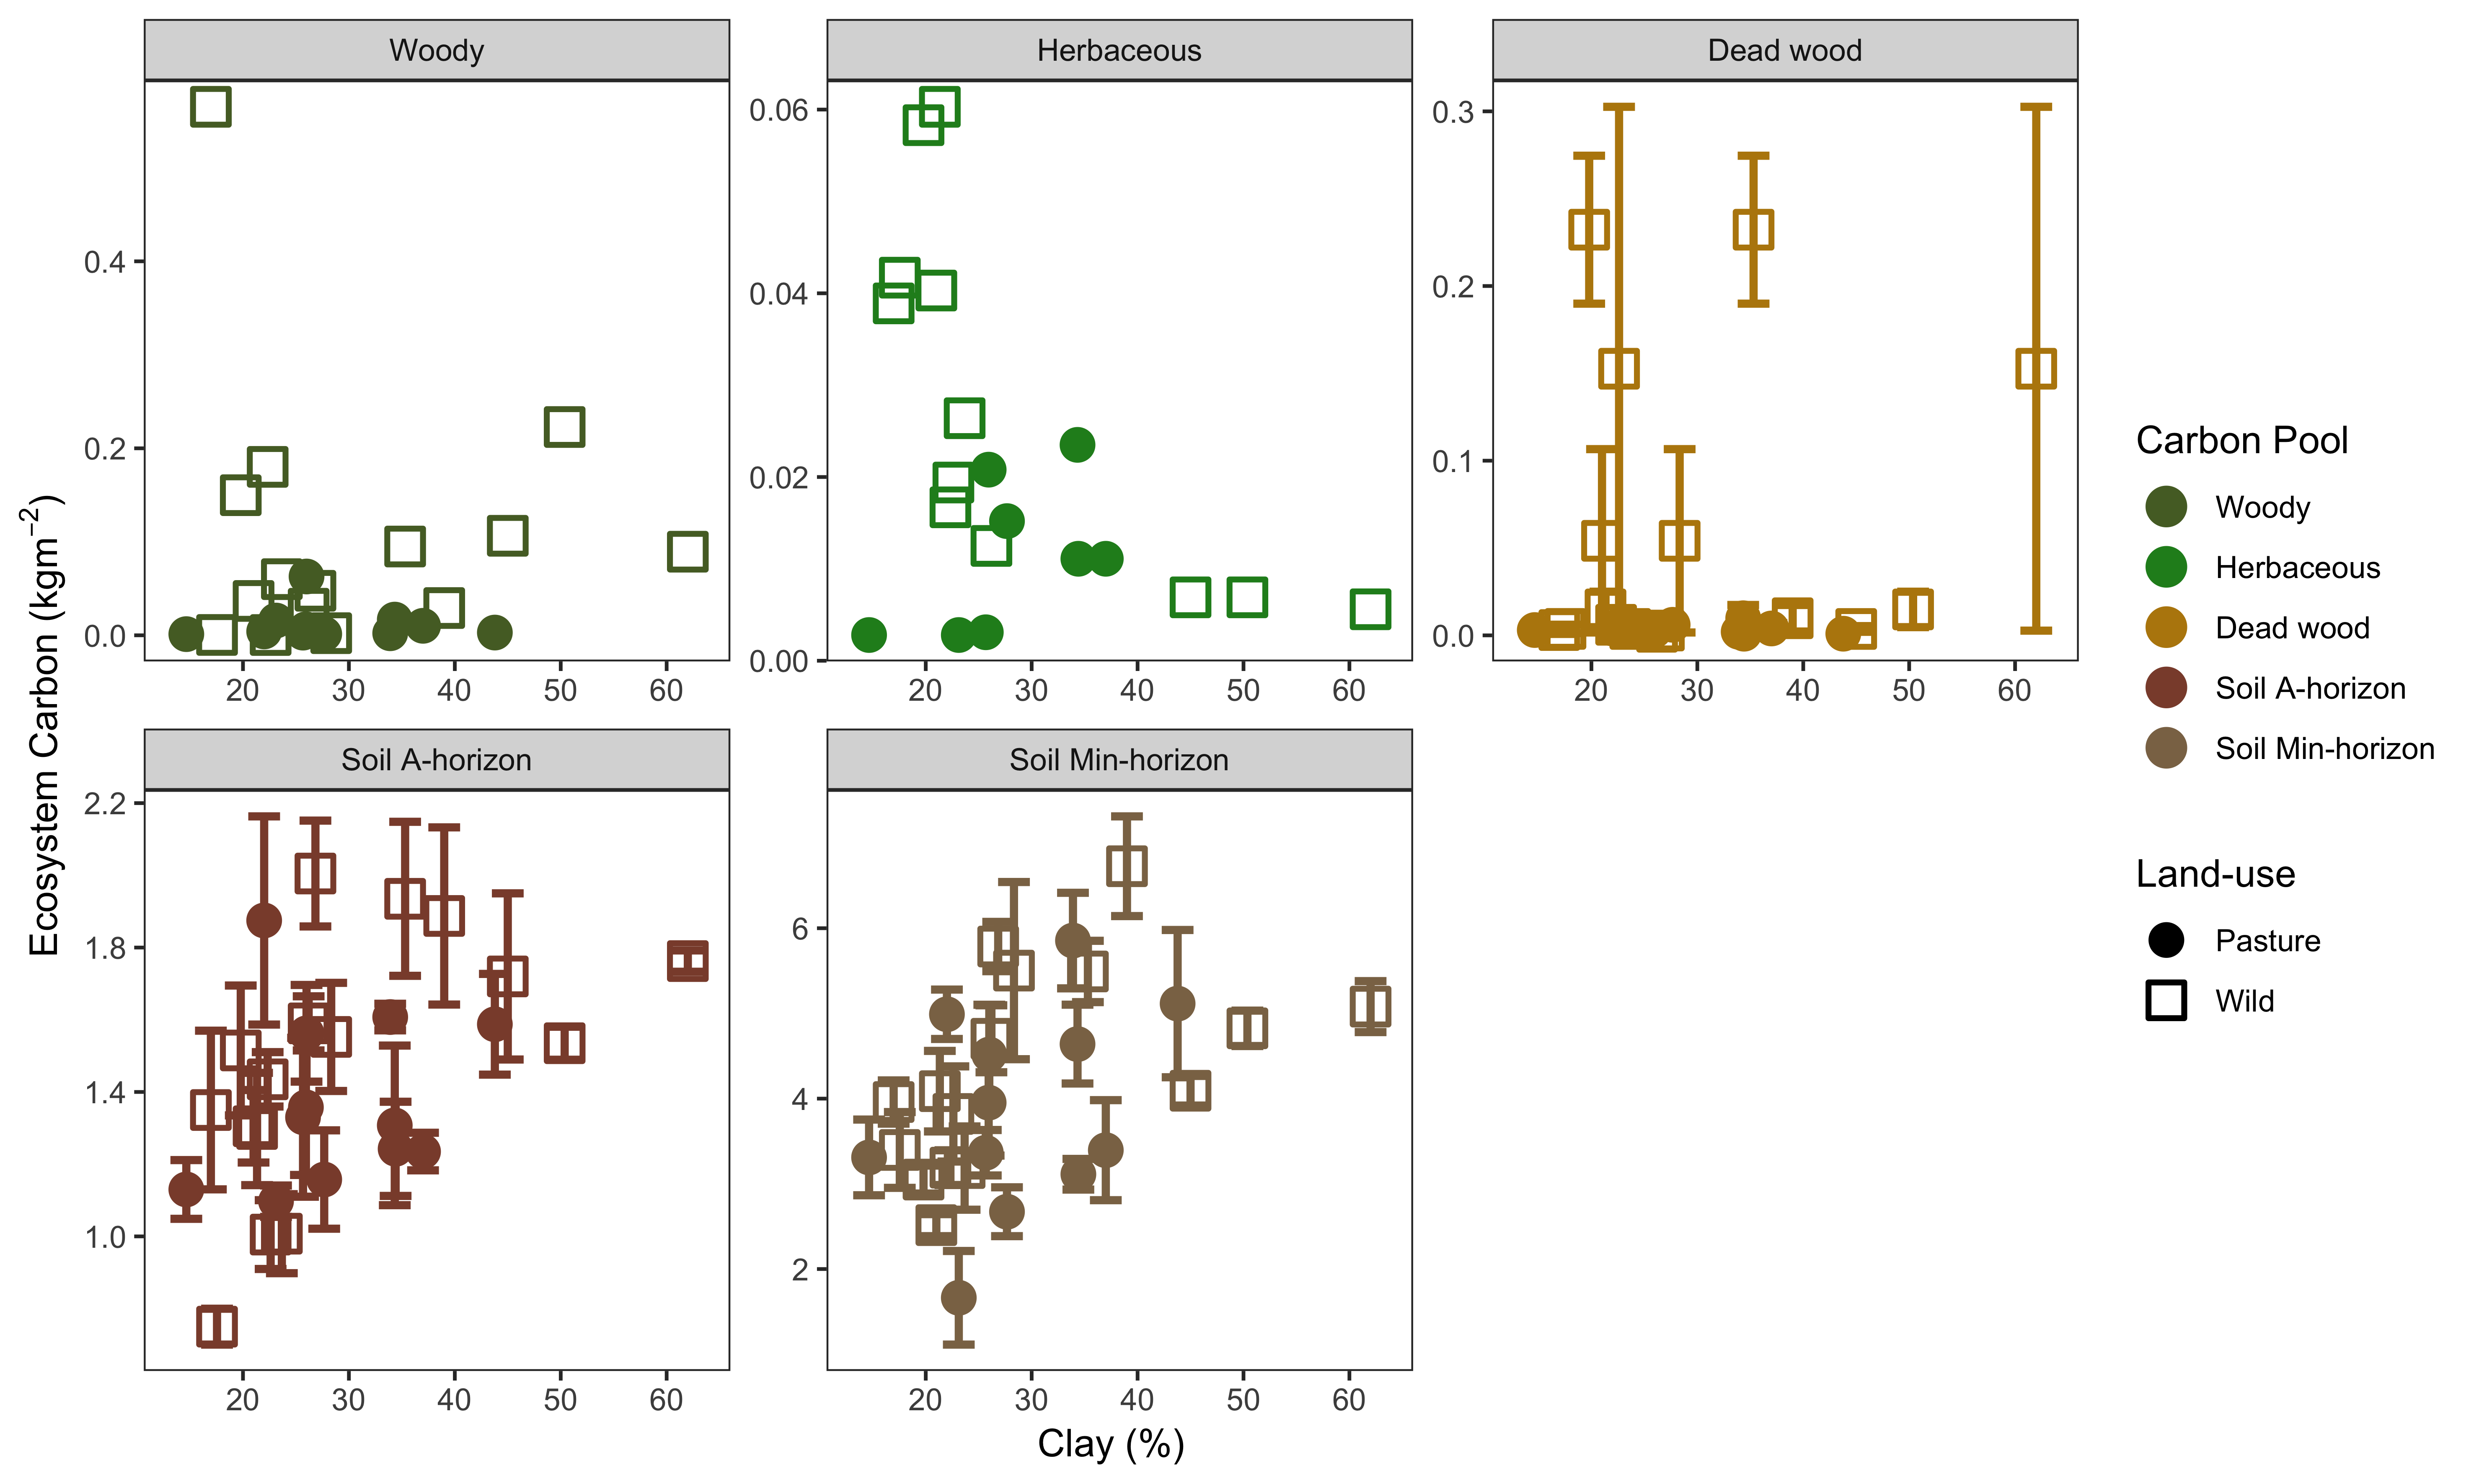 Woody
Herbaceous
Dead wood
0.4
0.2
0.0
20 30 40 50 60
0.06
0.04
0.02
0.00
20 30 40 50 60
0.3
0.2
0.1
0.0
20 30 40 50 60
Ecosystem Carbon (kgm⁻²)
Soil A-horizon
Soil Min-horizon
2.2
1.8
1.4
1.0
20 30 40 50 60
6
4
2
20 30 40 50 60
Clay (%)
Carbon Pool
Woody
Herbaceous
Dead wood
Soil A-horizon
Soil Min-horizon
Land-use
Pasture
Wild